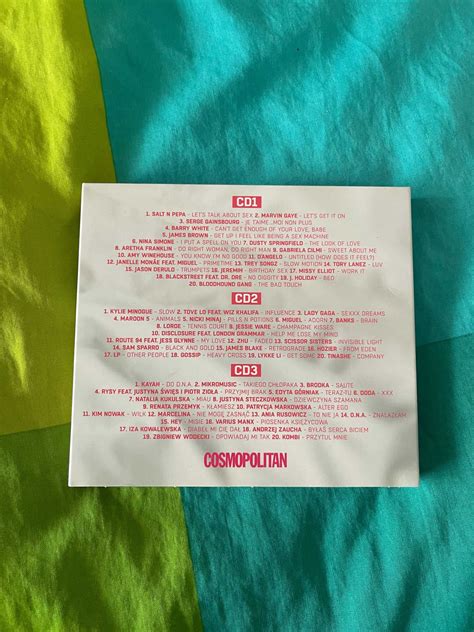 CD1
1. SALT N PEPA - LET'S TALK ABOUT SEX 2. MARVIN GAYE - LET'S GET IT ON
3. SERGE GAINSBOURG - JE T'AIME...MOI NON PLUS
4. BARRY WHITE - CAN'T GET ENOUGH OF YOUR LOVE, BABE
5. JAMES BROWN - GET UP I FEEL LIKE BEING A SEX MACHINE
6. NINA SIMONE - I PUT A SPELL ON YOU 7. DUSTY SPRINGFIELD - THE LOOK OF LOVE
8. ARETHA FRANKLIN - DO RIGHT WOMAN, DO RIGHT MAN 9. GABRIELLA CILMI - SWEET ABOUT ME
10. AMY WINEHOUSE - YOU KNOW I'M NO GOOD 11. D'ANGELO - UNTITLED (HOW DOES IT FEEL?)
12. JANELLE MONAE FEAT. MIGUEL - PRIMETIME 13. TREY SONGZ - SLOW MOTION 14. TORY LANEZ - LUV
15. JASON DERULO - TRUMPETS 16. JEREMIH - BIRTHDAY SEX 17. MISSY ELLIOT - WORK IT
18. BLACKSTREET FEAT. DR. DRE - NO DIGGITY 19. J. HOLIDAY - BED
20. BLOODHOUND GANG - THE BAD TOUCH
CD2
1. KYLIE MINOGUE - SLOW 2. TOVE LO FEAT. WIZ KHALIFA - INFLUENCE 3. LADY GAGA - SEXXX DREAMS
4. MAROON 5 - ANIMALS 5. NICKI MINAJ - PILLS N POTIONS 6. MIGUEL - ADORN 7. BANKS - BRAIN
8. LORDE - TENNIS COURT 9. JESSIE WARE - CHAMPAGNE KISSES
10. DISCLOSURE FEAT. LONDON GRAMMAR - HELP ME LOSE MY MIND
11. ROUTE 94 FEAT. JESS GLYNNE - MY LOVE 12. ZHU - FADED 13. SCISSOR SISTERS - INVISIBLE LIGHT
14. SAM SPARRO - BLACK AND GOLD 15. JAMES BLAKE - RETROGRADE 16. HOZIER - FROM EDEN
17. LP - OTHER PEOPLE 18. GOSSIP - HEAVY CROSS 19. LYKKE LI - GET SOME 20. TINASHE - COMPANY
CD3
1. KAYAH - DO D.N.A. 2. MIKROMUSIC - TAKIEGO CHŁOPAKA 3. BRODKA - SAUTÉ
4. RYSY FEAT. JUSTYNA ŚWIĘS - PRZYJMIJ BRAK 5. EDYTA GÓRNIAK - TERAZ-TU 6. DODA - XXX
7. NATALIA KUKULSKA - MIAU 8. JUSTYNA STECZKOWSKA - DZIEWCZYNA SZAMANA
9. RENATA PRZEMYK - KŁAMIESZ 10. PATRYCJA MARKOWSKA - ALTER EGO
11. KIM NOWAK - WILK 12. MARCELINA - NIE MOGĘ ZASNĄĆ 13. ANIA RUSOWICZ - TO NIE JA 14. O.N.A. - ZNALAZŁAM
15. HEY - MISIE 16. VARIUS MANX - PIOSENKA KSIĘŻYCOWA
17. IZA KOWALEWSKA - DIABEŁ MI CIĘ DAŁ 18. ANDRZEJ ZAUCHA - BYŁAŚ SERCA BICIEM
19. ZBIGNIEW WODECKI - OPOWIADAJ MI TAK 20. KOMBI - PRZYTUL MNIE
COSMOPOLITAN